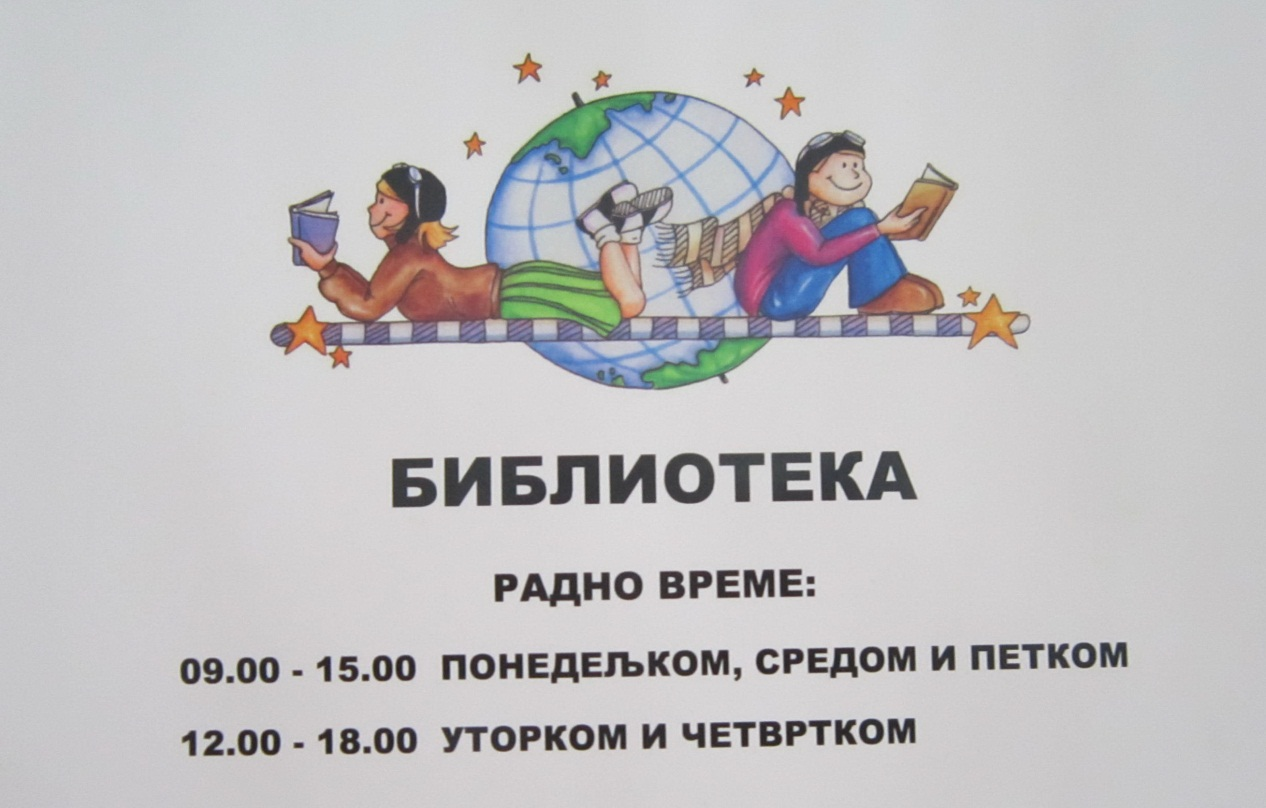 БИБЛИОТЕКА
РАДНО ВРЕМЕ:
09.00 - 15.00 ПОНЕДЕЉКОМ, СРЕДОМ И ПЕТКОМ
12.00 - 18.00 УТОРКОМ И ЧЕТВРТКОМ